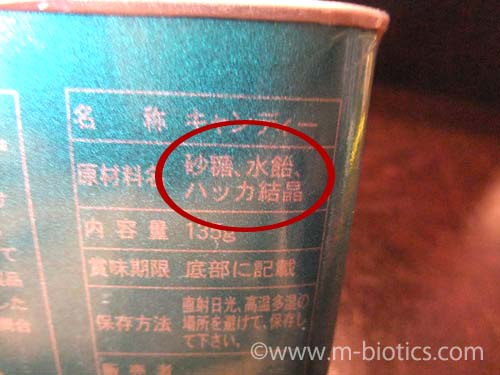 名称 キャンディー
原材料名 砂糖、水飴、
ハッカ結晶
内容量 135g
賞味期限 底部に記載
保存方法 直射日光、高温多湿の
場所を避けて、保存し
て下さい。
販売者
©www.m-biotics.com